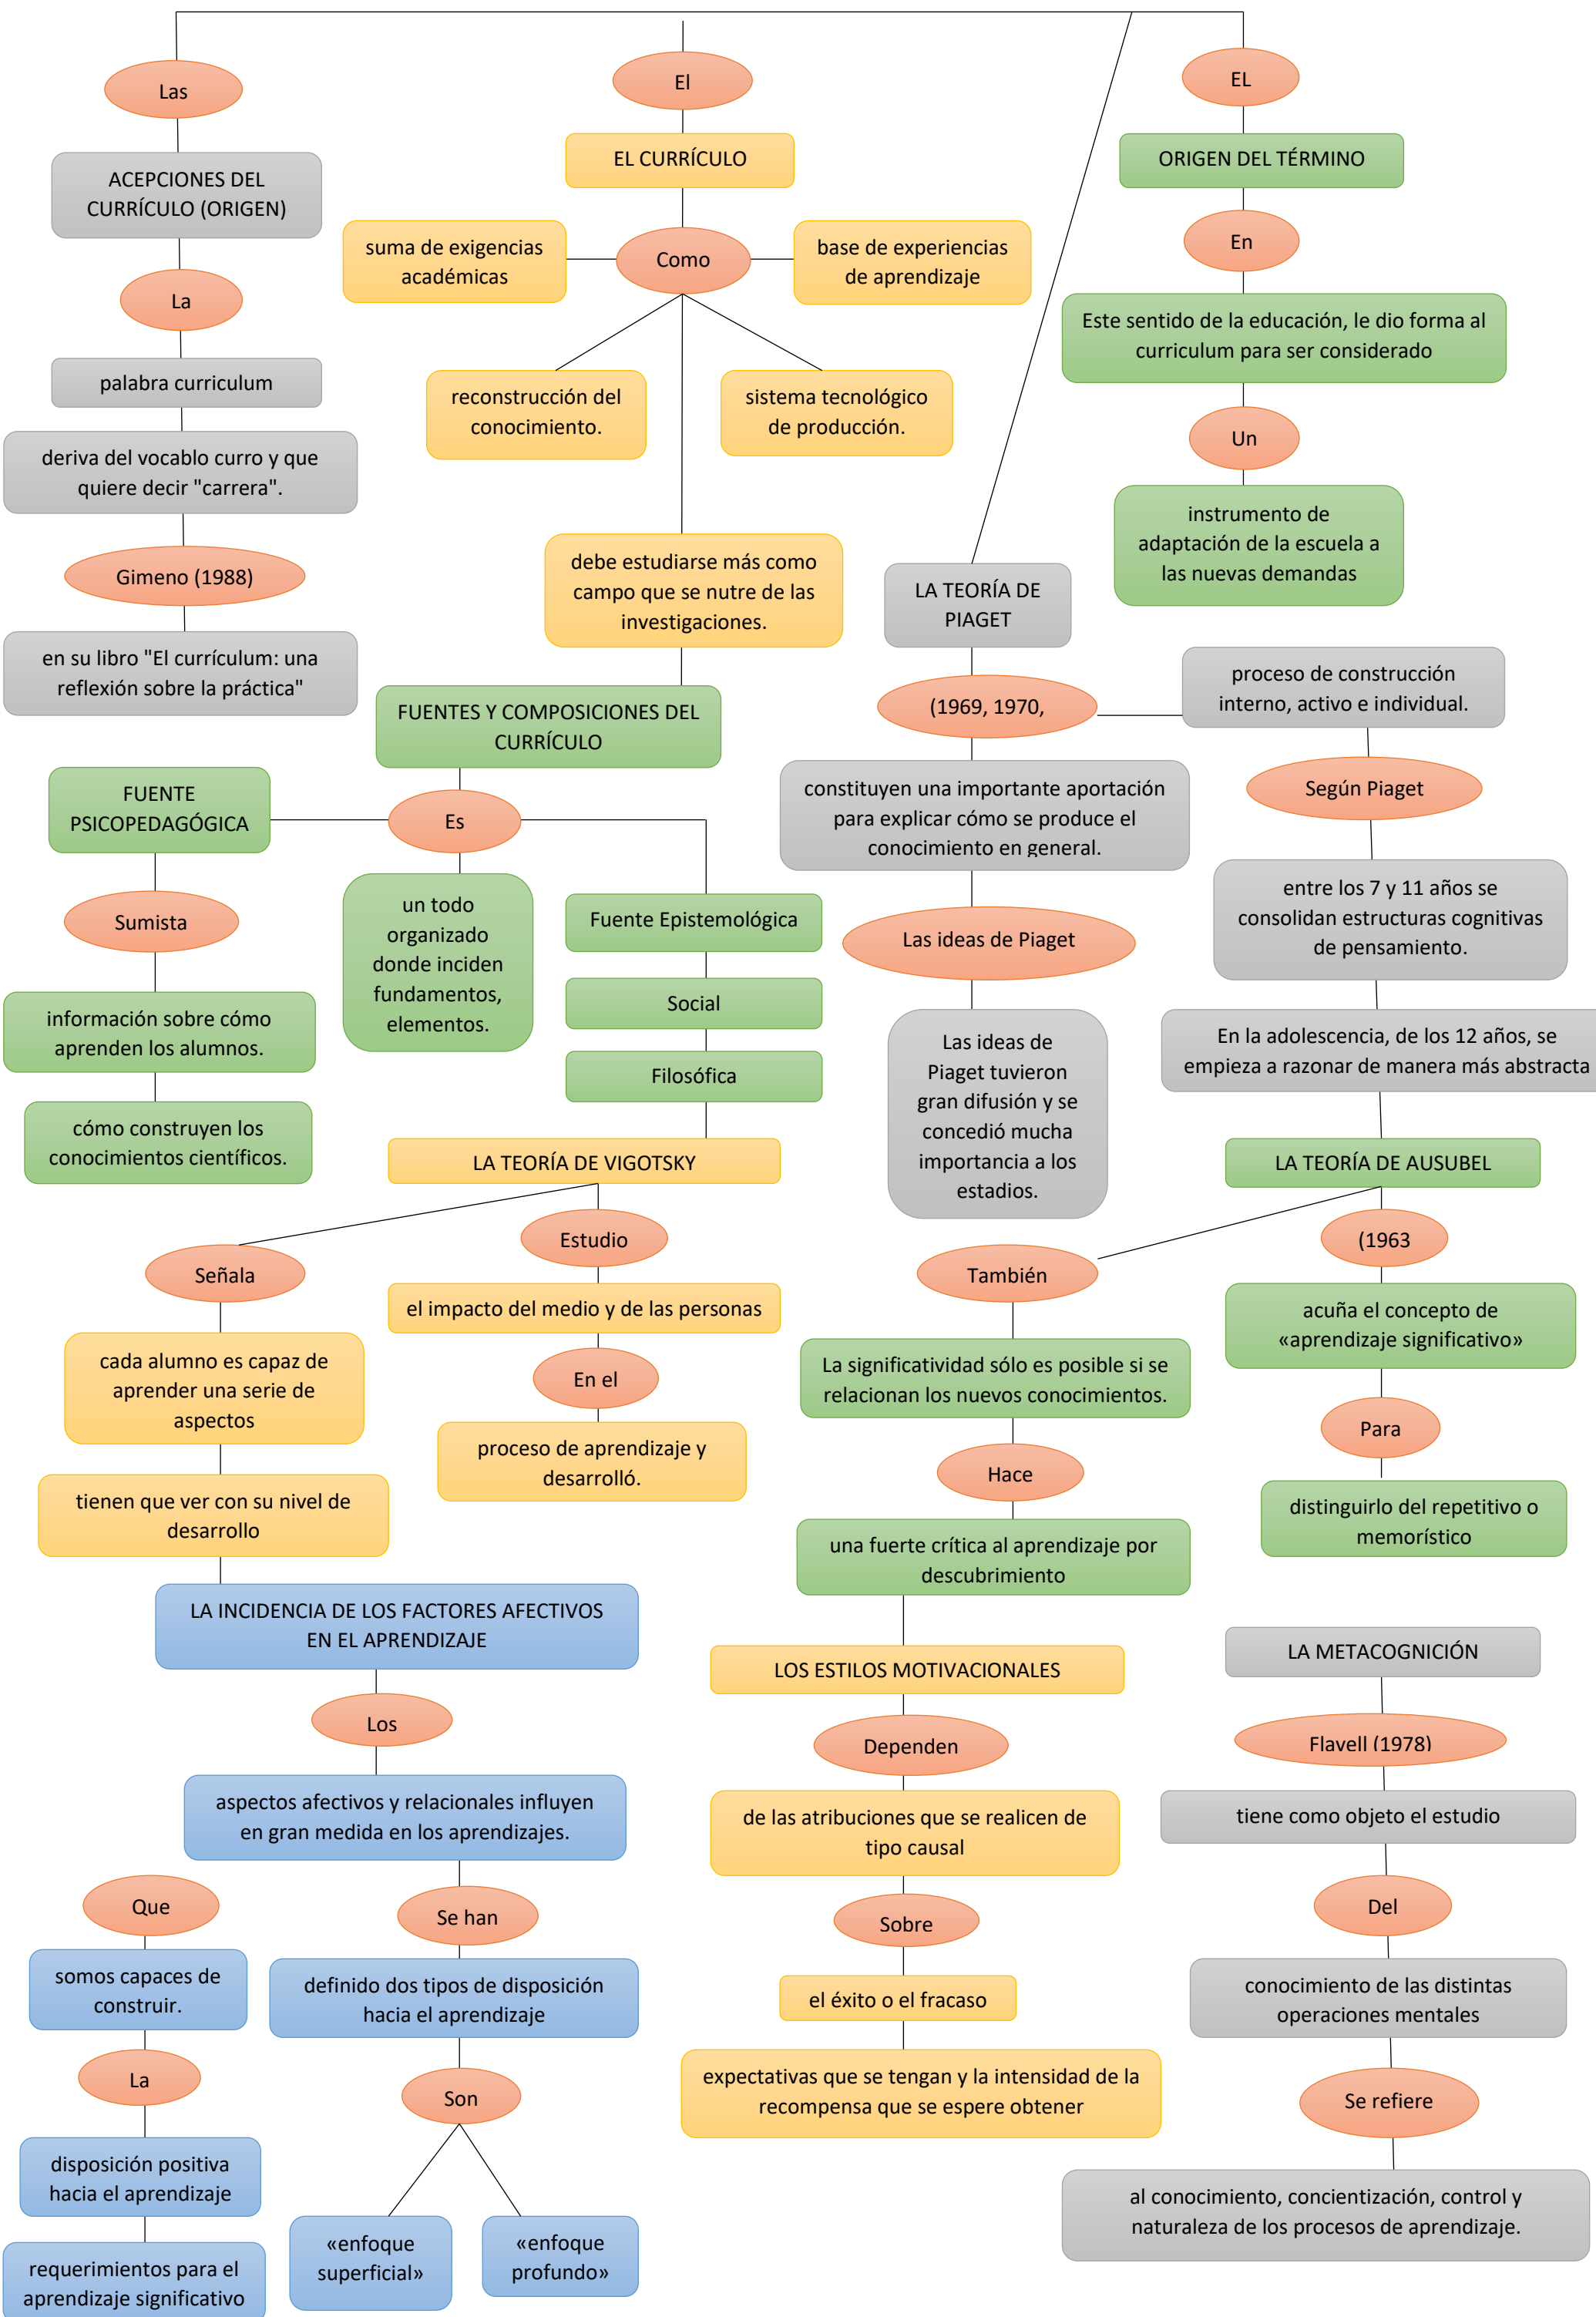 Las
ACEPCIONES DEL
CURRÍCULO (ORIGEN)
La
palabra curriculum
deriva del vocablo curro y que
quiere decir "carrera".
Gimeno (1988)
en su libro "El currículum: una
reflexión sobre la práctica"
El
EL CURRÍCULO
Como
suma de exigencias
académicas
base de experiencias
de aprendizaje
reconstrucción del
conocimiento.
sistema tecnológico
de producción.
debe estudiarse más como
campo que se nutre de las
investigaciones.
FUENTES Y COMPOSICIONES DEL
CURRÍCULO
Es
FUENTE
PSICOPEDAGÓGICA
Sumista
información sobre cómo
aprenden los alumnos.
cómo construyen los
conocimientos científicos.
un todo
organizado
donde inciden
fundamentos,
elementos.
Fuente Epistemológica
Social
Filosófica
LA TEORÍA DE VIGOTSKY
Señala
cada alumno es capaz de
aprender una serie de
aspectos
tienen que ver con su nivel de
desarrollo
Estudio
el impacto del medio y de las personas
En el
proceso de aprendizaje y
desarrolló.
LA INCIDENCIA DE LOS FACTORES AFECTIVOS
EN EL APRENDIZAJE
Los
aspectos afectivos y relacionales influyen
en gran medida en los aprendizajes.
Que
somos capaces de
construir.
La
disposición positiva
hacia el aprendizaje
requerimientos para el
aprendizaje significativo
Se han
definido dos tipos de disposición
hacia el aprendizaje
Son
«enfoque
superficial»
«enfoque
profundo»
EL
ORIGEN DEL TÉRMINO
En
Este sentido de la educación, le dio forma al
curriculum para ser considerado
Un
instrumento de
adaptación de la escuela a
las nuevas demandas
LA TEORÍA DE
PIAGET
(1969, 1970,
proceso de construcción
interno, activo e individual.
constituyen una importante aportación
para explicar cómo se produce el
conocimiento en general.
Las ideas de Piaget
Las ideas de
Piaget tuvieron
gran difusión y se
concedió mucha
importancia a los
estadios.
Según Piaget
entre los 7 y 11 años se
consolidan estructuras cognitivas
de pensamiento.
En la adolescencia, de los 12 años, se
empieza a razonar de manera más abstracta
LA TEORÍA DE AUSUBEL
También
La significatividad sólo es posible si se
relacionan los nuevos conocimientos.
Hace
una fuerte crítica al aprendizaje por
descubrimiento
(1963
acuña el concepto de
«aprendizaje significativo»
Para
distinguirlo del repetitivo o
memorístico
LOS ESTILOS MOTIVACIONALES
Dependen
de las atribuciones que se realicen de
tipo causal
Sobre
el éxito o el fracaso
expectativas que se tengan y la intensidad de la
recompensa que se espere obtener
LA METACOGNICIÓN
Flavell (1978)
tiene como objeto el estudio
Del
conocimiento de las distintas
operaciones mentales
Se refiere
al conocimiento, concientización, control y
naturaleza de los procesos de aprendizaje.